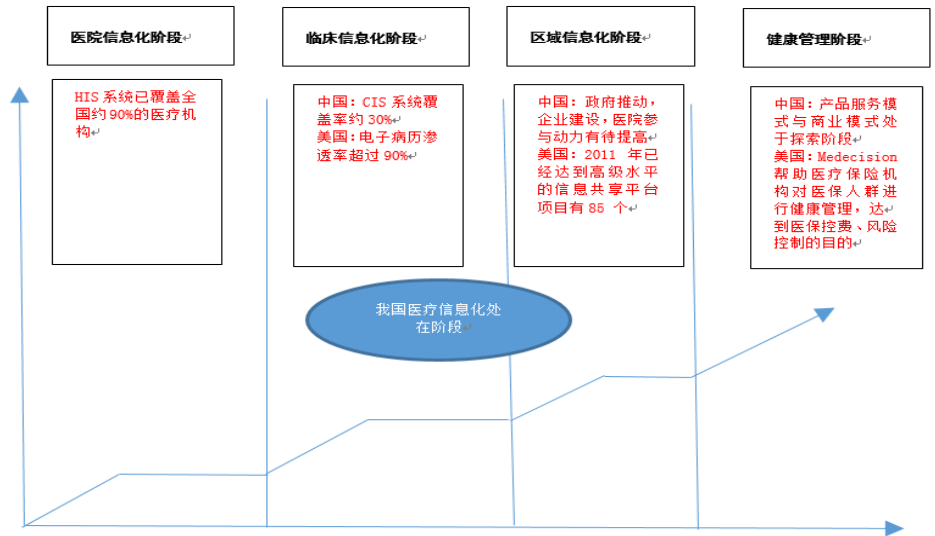 医院信息化阶段
临床信息化阶段
区域信息化阶段
健康管理阶段
HIS 系统已覆盖全
国约90%的医疗机
构
中国：CIS 系统覆
盖率约30%
美国：电子病历渗
透率超过90%
中国：政府推动，
企业建设，医院参
与动力有待提高
美国：2011 年已
经达到高级水平
的信息共享平台
项目有85 个
中国：产品服务模
式与商业模式处
于探索阶段
美国：Medecision
帮助医疗保险机
构对医保人群进
行健康管理，达
到医保控费、风险
控制的目的
我国医疗信息化处
在阶段